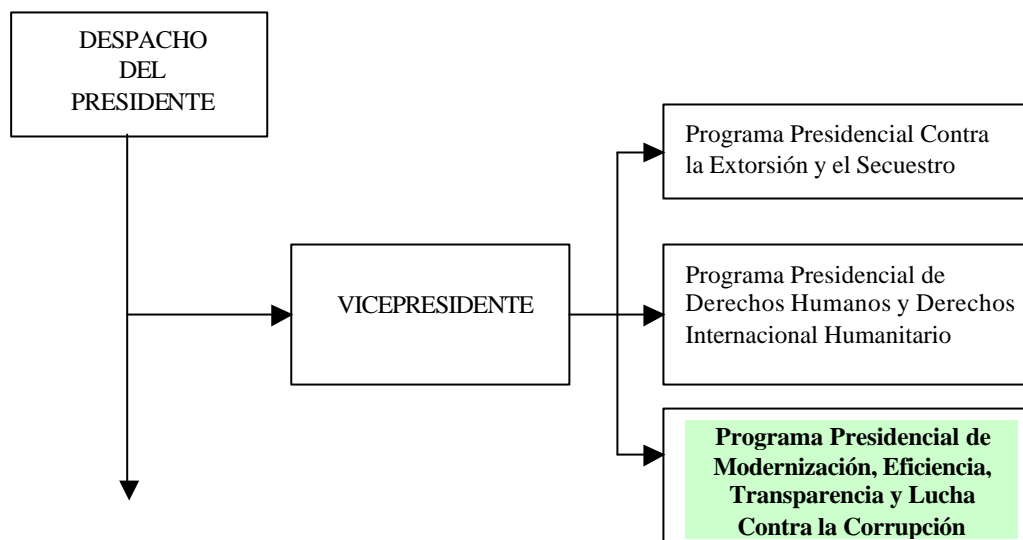 DESPACHO
DEL
PRESIDENTE
Programa Presidencial Contra
la Extorsión y el Secuestro
VICEPRESIDENTE
Programa Presidencial de
Derechos Humanos y Derechos
Internacional Humanitario
Programa Presidencial de
Modernización, Eficiencia,
Transparencia y Lucha
Contra la Corrupción